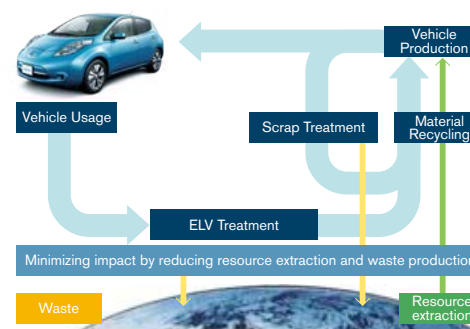 Vehicle
Production
Vehicle Usage
Scrap Treatment
Material
Recycling
ELV Treatment
Minimizing impact by reducing resource extraction and waste production
Waste
Resource
extraction